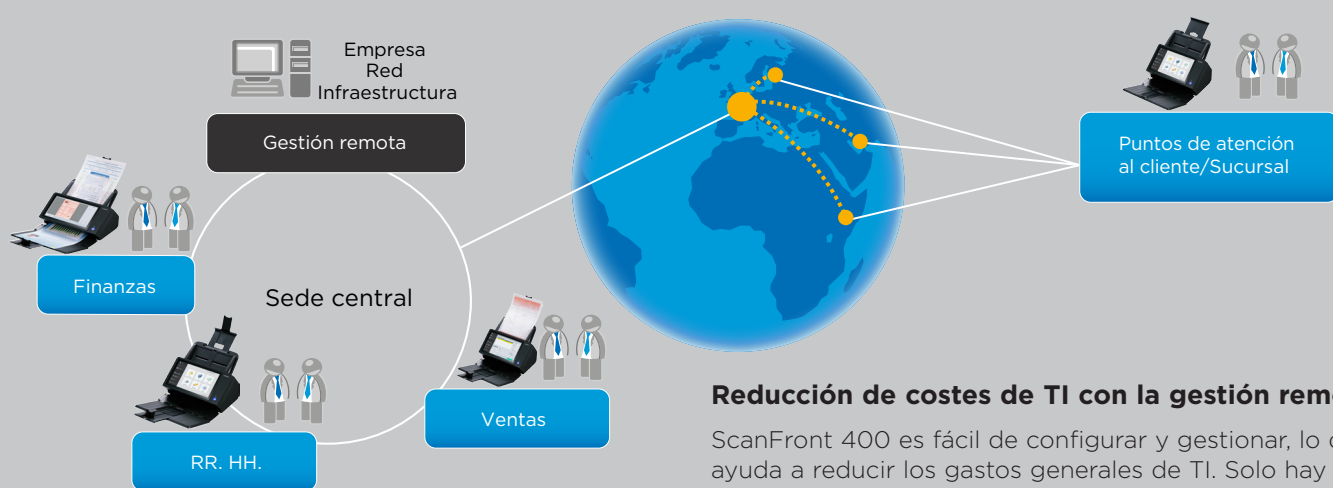 Empresa
Red
Infraestructura
Gestión remota
Finanzas
Sede central
RR. HH.
Ventas
Puntos de atención
al cliente/Sucursal
Reducción de costes de TI con la gestión
ScanFront 400 es fácil de configurar y gestionar, lo
ayuda a reducir los gastos generales de TI. Solo hay